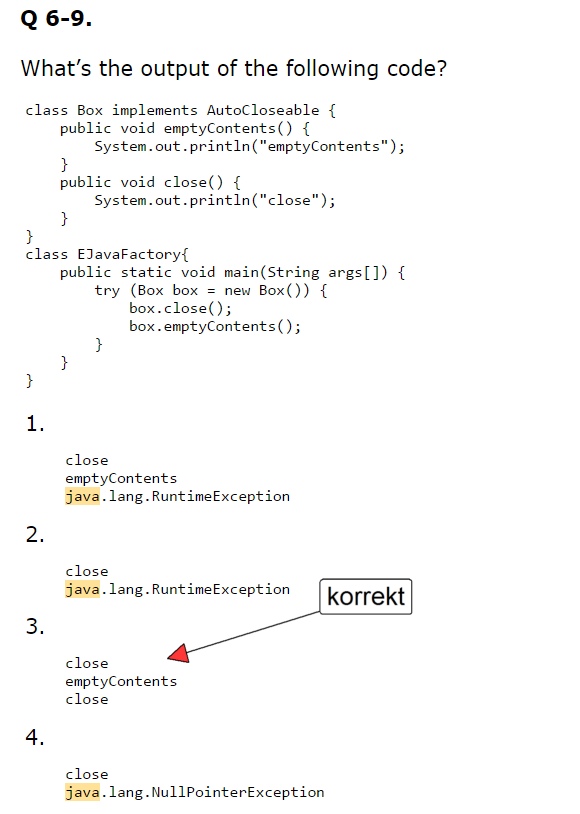 Q 6-9.
What's the output of the following code?
class Box implements AutoCloseable {
    public void emptyContents() {
        System.out.println("emptyContents");
    }
    public void close() {
        System.out.println("close");
    }
}
class EJavaFactory{
    public static void main(String args[]) {
        try (Box box = new Box()) {
            box.close();
            box.emptyContents();
        }
    }
}
1.
close
emptyContents
java.lang.RuntimeException
2.
close
java.lang.RuntimeException
korrekt
3.
close
emptyContents
close
4.
close
java.lang.NullPointerException